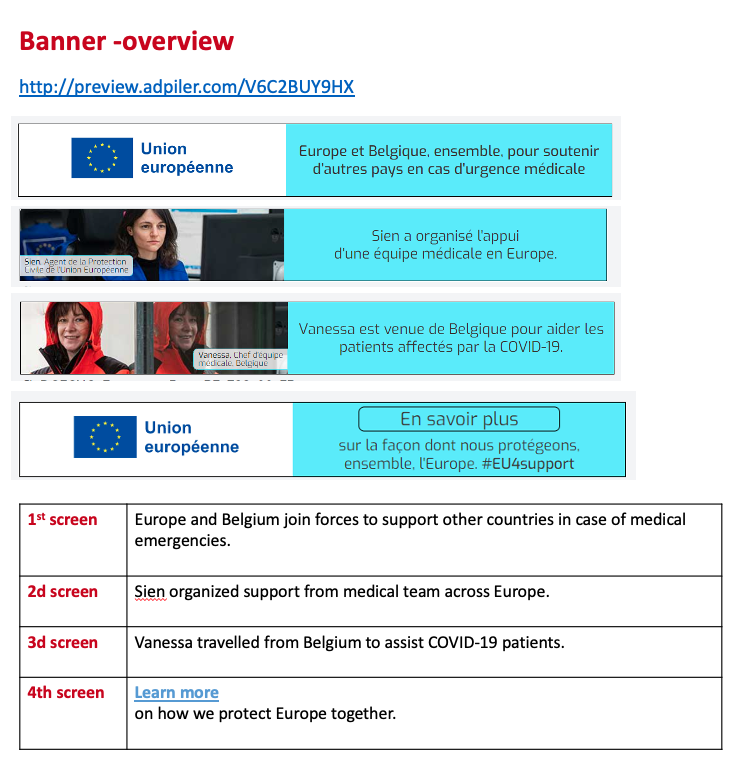 Banner -overview
http://preview.adpiler.com/V6C2BUY9HX
Union
européenne
Europe et Belgique, ensemble, pour soutenir
d'autres pays en cas d'urgence médicale
Sien, Agent de la Protection
Civile de l'Union Européenne
Sien a organisé l'appui
d'une équipe médicale en Europe.
Vanessa, Chef d'équipe
médicale, Belgique
Vanessa est venue de Belgique pour aider les
patients affectés par la COVID-19.
Union
européenne
En savoir plus
sur la façon dont nous protégeons,
ensemble, l'Europe. #EU4support
1st screen
Europe and Belgium join forces to support other countries in case of medical
emergencies.
2d screen
Sien organized support from medical team across Europe.
3d screen
Vanessa travelled from Belgium to assist COVID-19 patients.
4th screen
Learn more
on how we protect Europe together.